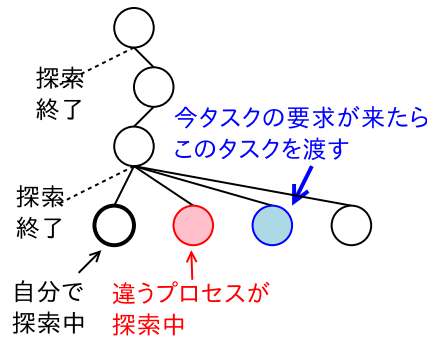 探索
終了
今タスクの要求が来たら
このタスクを渡す
探索
終了
自分で
探索中
違うプロセスが
探索中